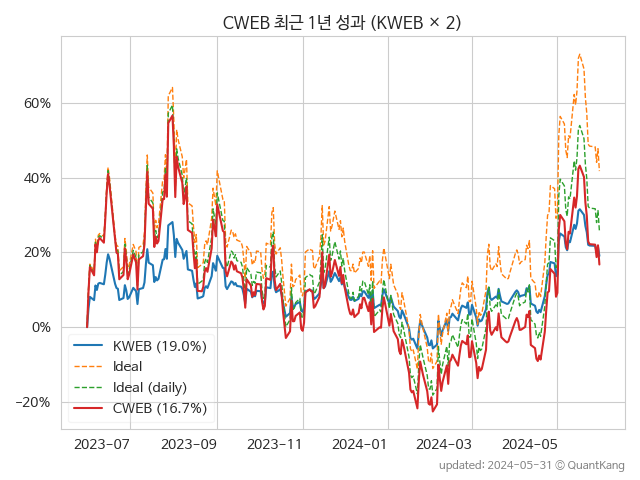 CWEB 최근 1년 성과 (KWEB × 2)
60%
40%
20%
0%
−20%
KWEB (19.0%)
Ideal
Ideal (daily)
CWEB (16.7%)
2023-07
2023-09
2023-11
2024-01
2024-03
2024-05
updated: 2024-05-31 © QuantKang